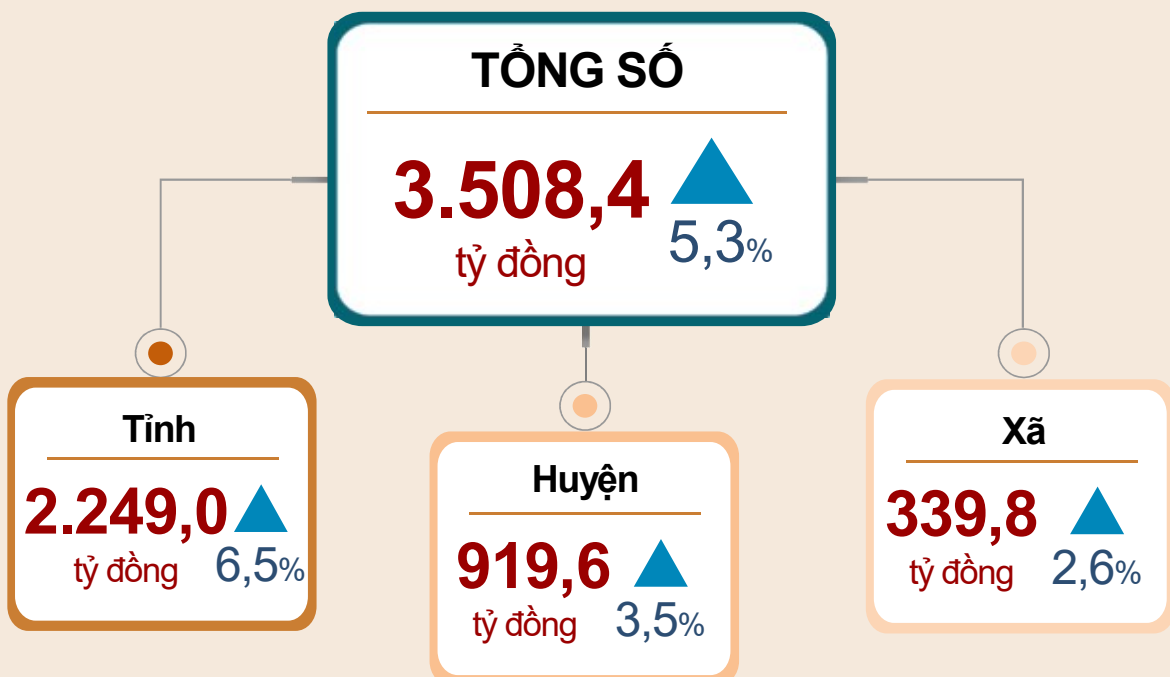 TỔNG SỐ
3.508,4
tỷ đồng
5,3%
Tỉnh
2.249,0
tỷ đồng
6,5%
Huyện
919,6
tỷ đồng
3,5%
Xã
339,8
tỷ đồng
2,6%